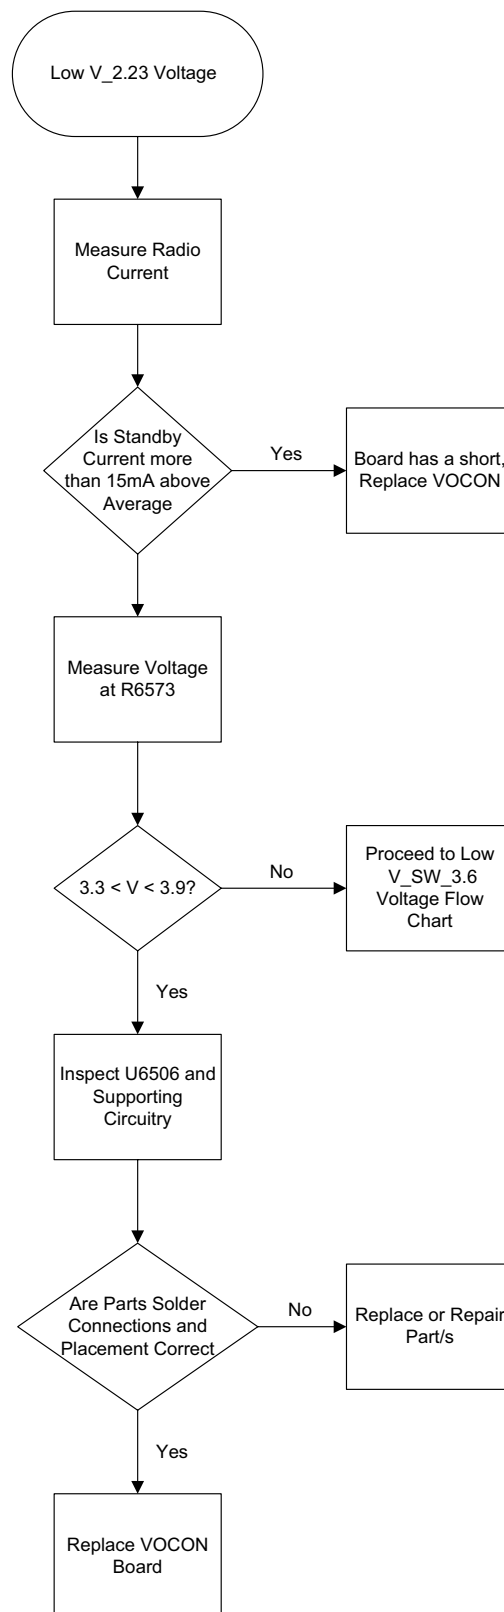 Low V_2.23 Voltage
Measure Radio
Current
Is Standby
Current more
than 15mA above
Average
Yes
Board has a short,
Replace VOCON
Measure Voltage
at R6573
3.3 < V < 3.9?
No
Proceed to Low
V_SW_3.6
Voltage Flow
Chart
Yes
Inspect U6506 and
Supporting
Circuitry
Are Parts Solder
Connections and
Placement Correct
No
Replace or Repair
Part/s
Yes
Replace VOCON
Board